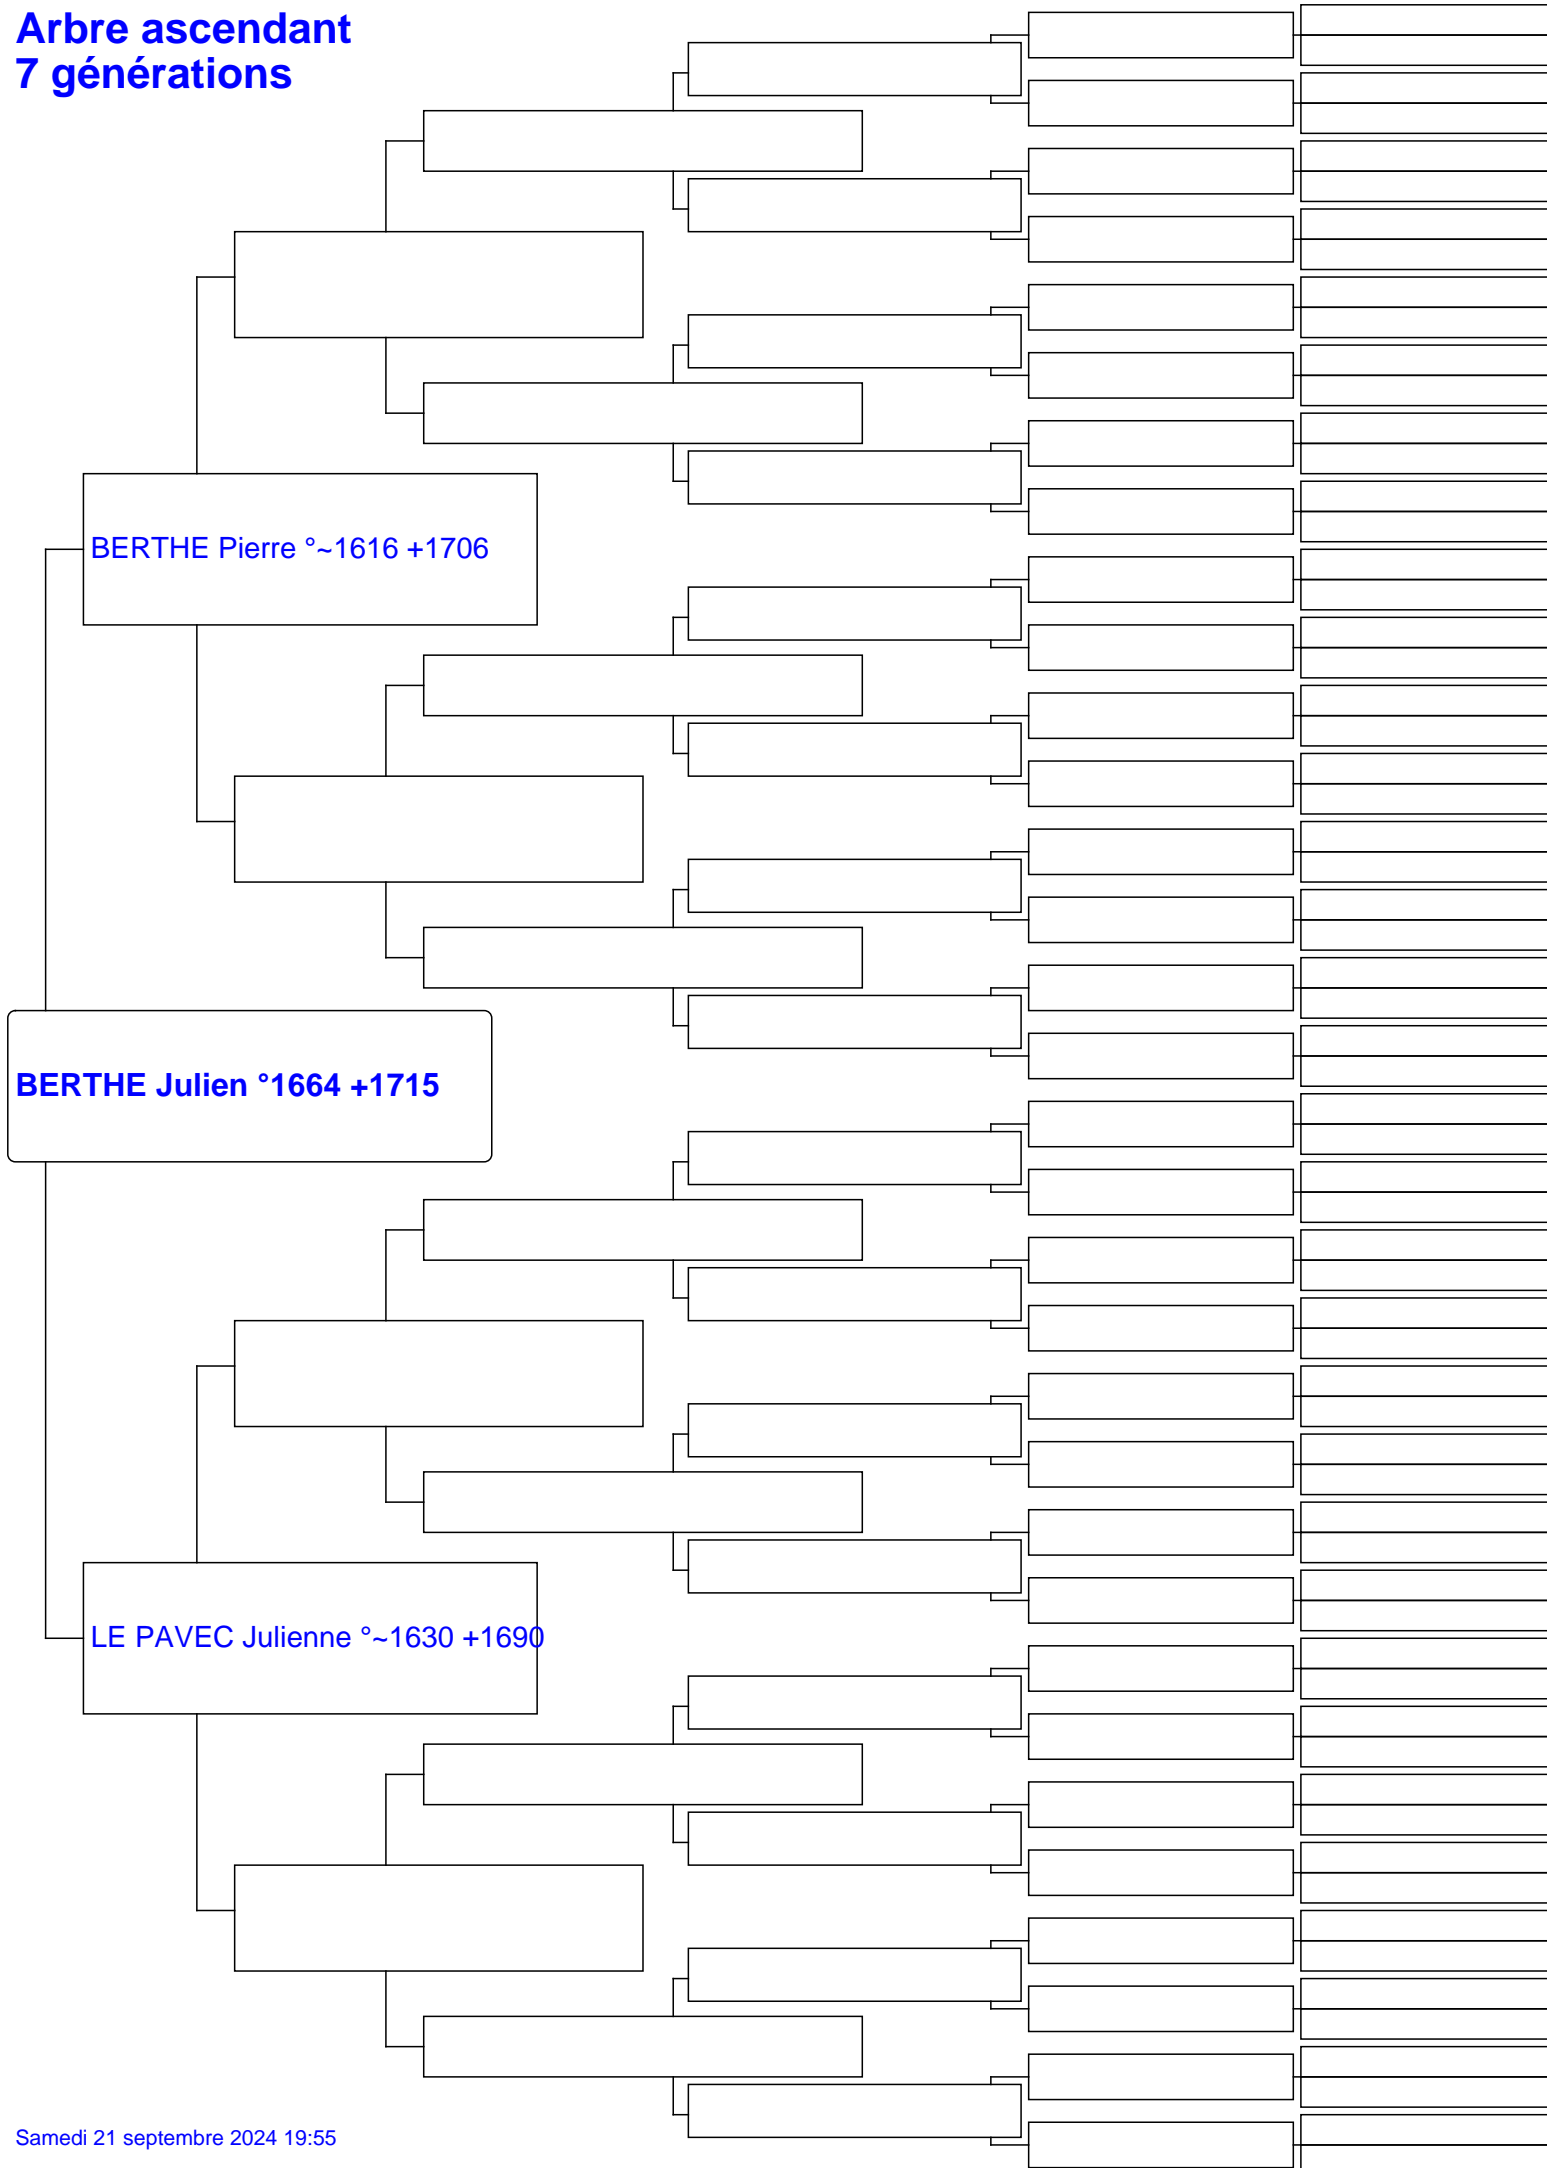 Arbre ascendant
7 générations
BERTHE Pierre °~1616 +1706
BERTHE Julien °1664 +1715
LE PAVEC Julienne °~1630 +1690
Samedi 21 septembre 2024 19:55